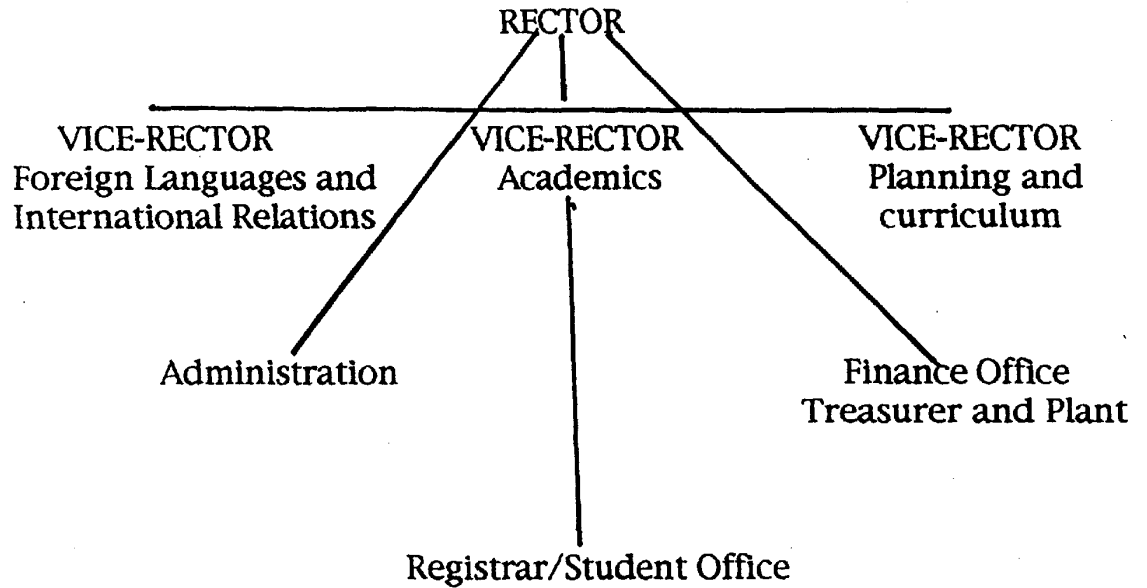 RECTOR
VICE-RECTOR
Foreign Languages and
International Relations
VICE-RECTOR
Academics
VICE-RECTOR
Planning and
curriculum
Administration
Finance Office
Treasurer and Plant
Registrar/Student Office